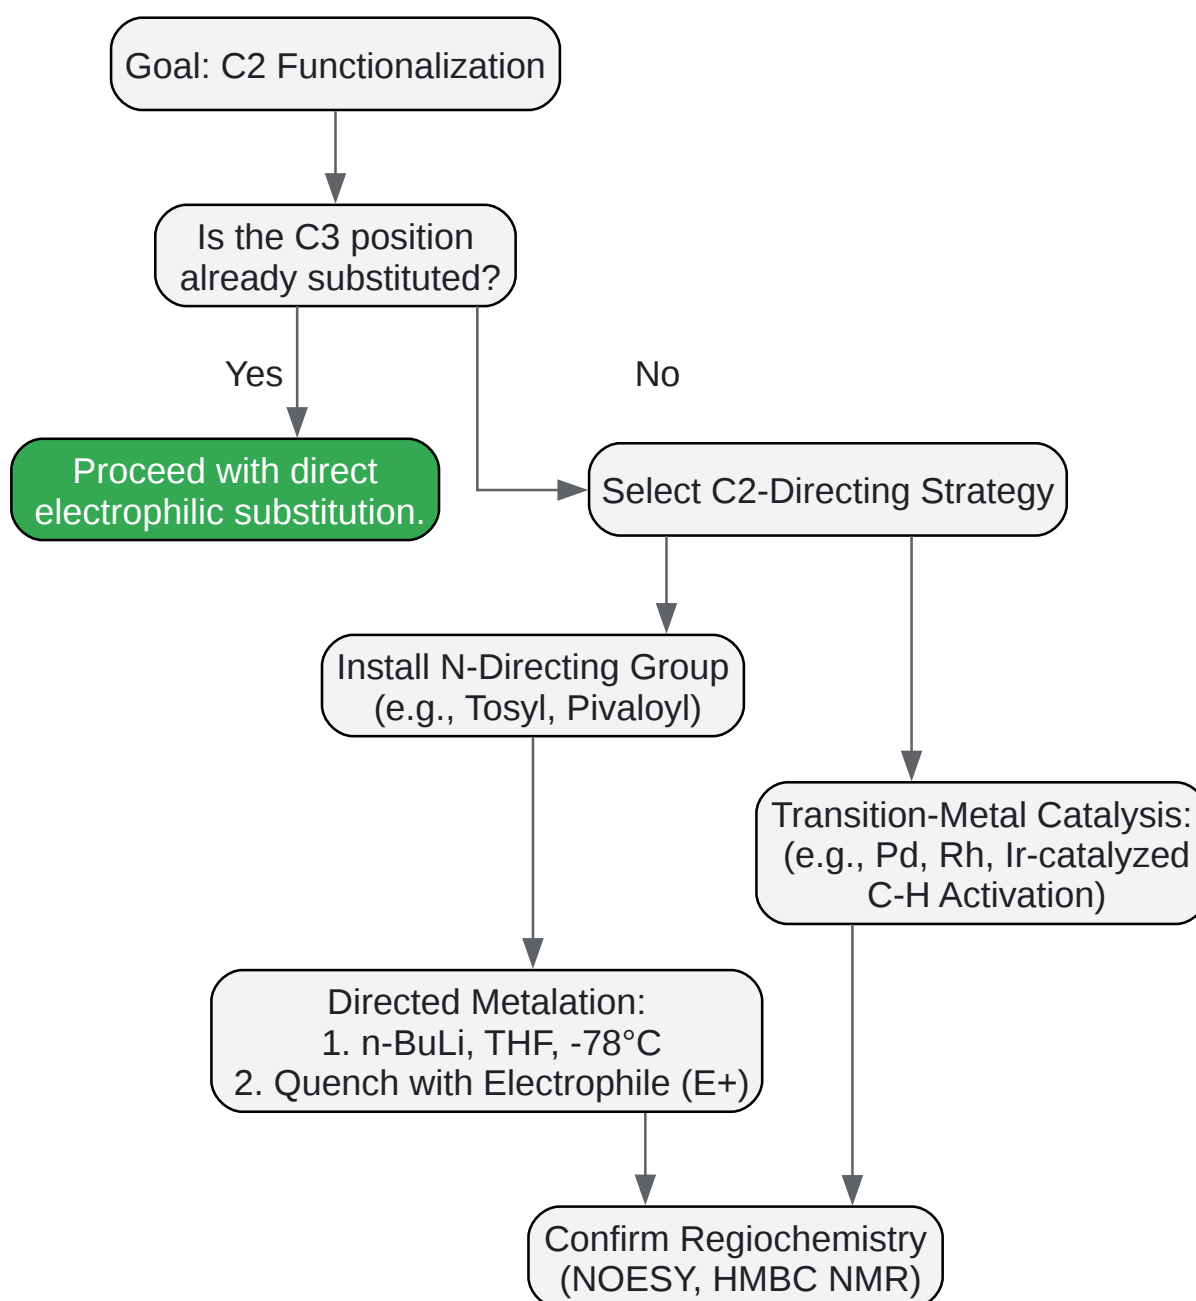 Goal: C2 Functionalization
Is the C3 position
already substituted?
Yes
No
Proceed with direct
electrophilic substitution.
Select C2-Directing Strategy
Install N-Directing Group
(e.g., Tosyl, Pivaloyl)
Transition-Metal Catalysis:
(e.g., Pd, Rh, Ir-catalyzed
C-H Activation)
Directed Metalation:
1. n-BuLi, THF, -78°C
2. Quench with Electrophile (E+)
Confirm Regiochemistry
(NOESY, HMBC NMR)